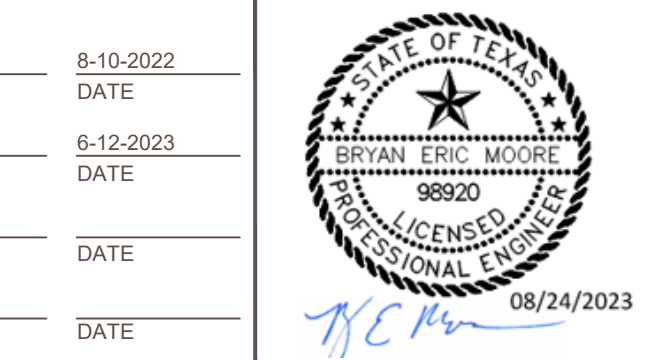 8-10-2022
DATE
6-12-2023
DATE
DATE
DATE
STATE OF TEXAS
BRYAN ERIC MOORE
98920
LICENSED
PROFESSIONAL ENGINEER
08/24/2023